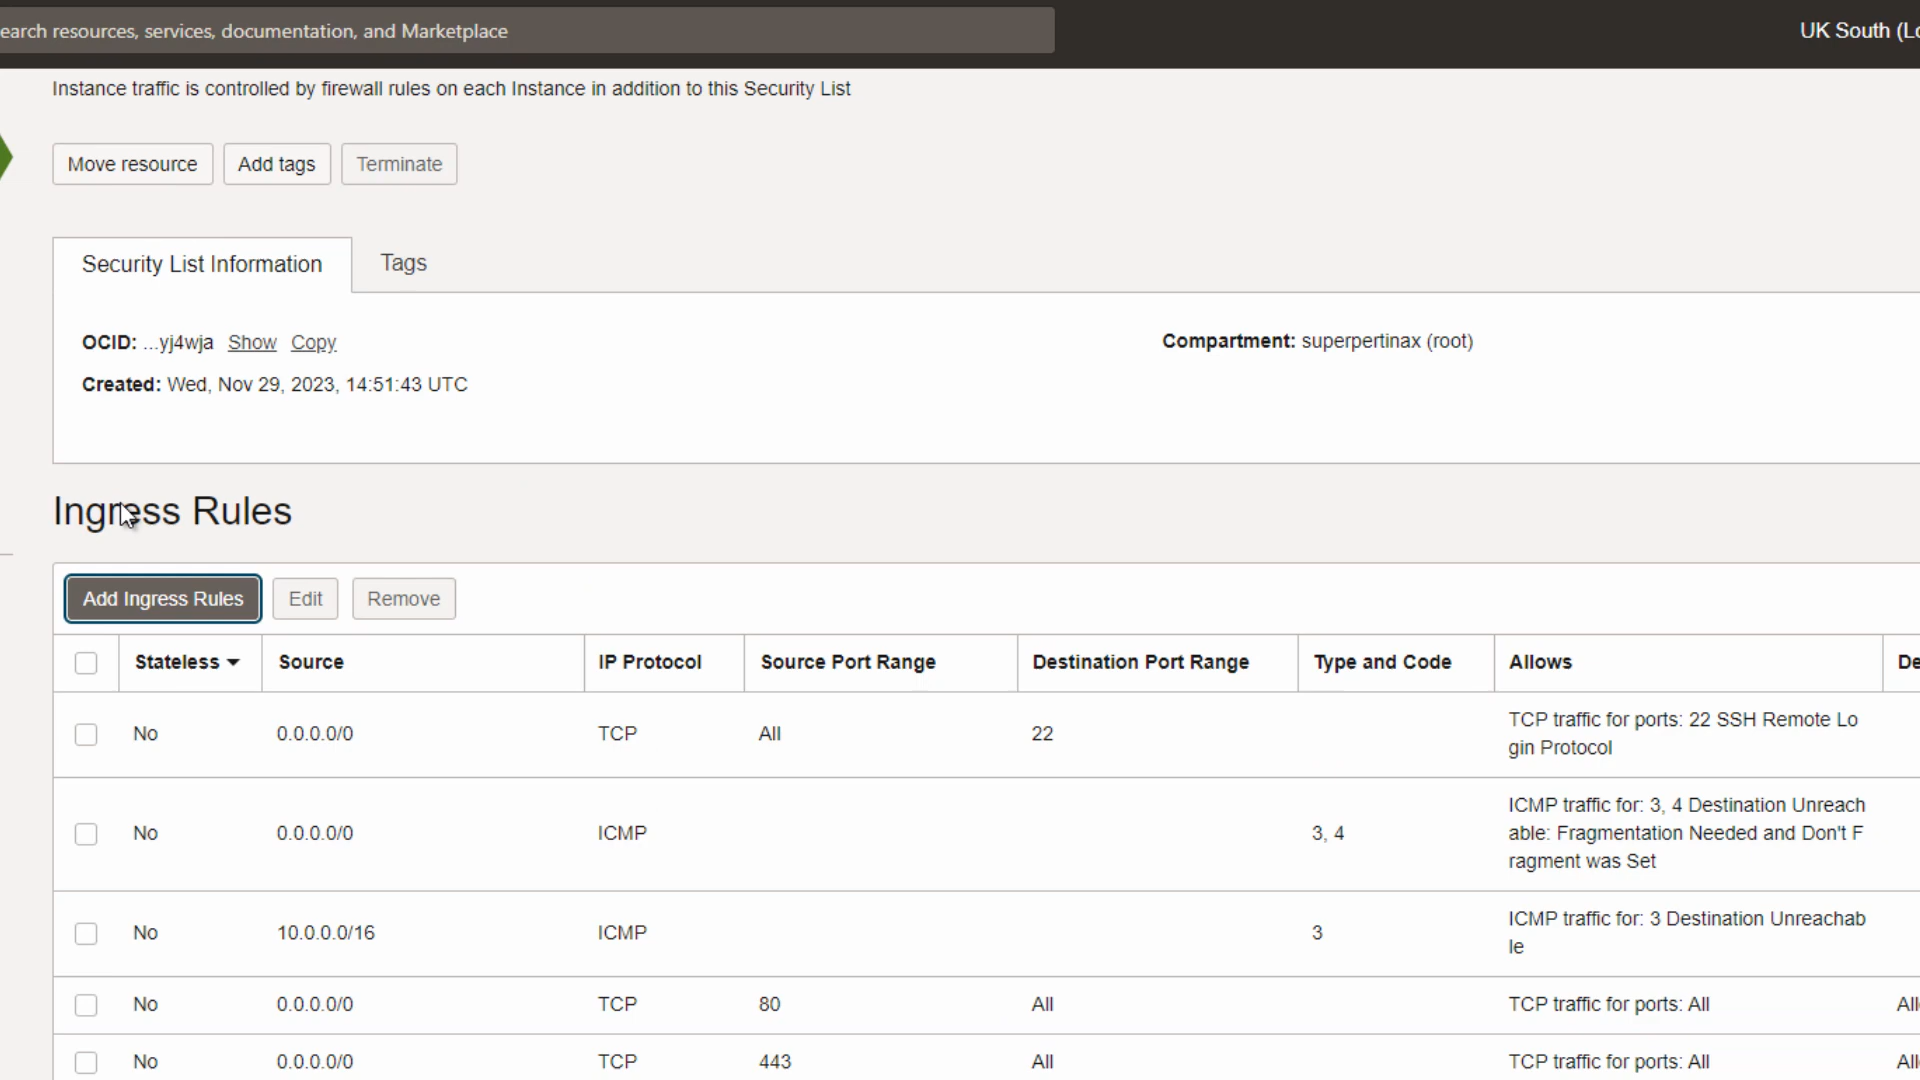 earch resources, services, documentation, and Marketplace
UK South (Lo
Instance traffic is controlled by firewall rules on each Instance in addition to this Security List
Move resource Add tags Terminate
Security List Information Tags
OCID: ...yj4wja Show Copy
Compartment: superpertinax (root)
Created: Wed, Nov 29, 2023, 14:51:43 UTC
Ingress Rules
Add Ingress Rules Edit Remove
Stateless Source IP Protocol Source Port Range Destination Port Range Type and Code Allows De
No 0.0.0.0/0 TCP All 22 TCP traffic for ports: 22 SSH Remote Lo
gin Protocol
No 0.0.0.0/0 ICMP 3, 4 ICMP traffic for: 3, 4 Destination Unreach
able: Fragmentation Needed and Don't F
ragment was Set
No 10.0.0.0/16 ICMP 3 ICMP traffic for: 3 Destination Unreachab
le
No 0.0.0.0/0 TCP 80 All TCP traffic for ports: All All
No 0.0.0.0/0 TCP 443 All TCP traffic for ports: All All